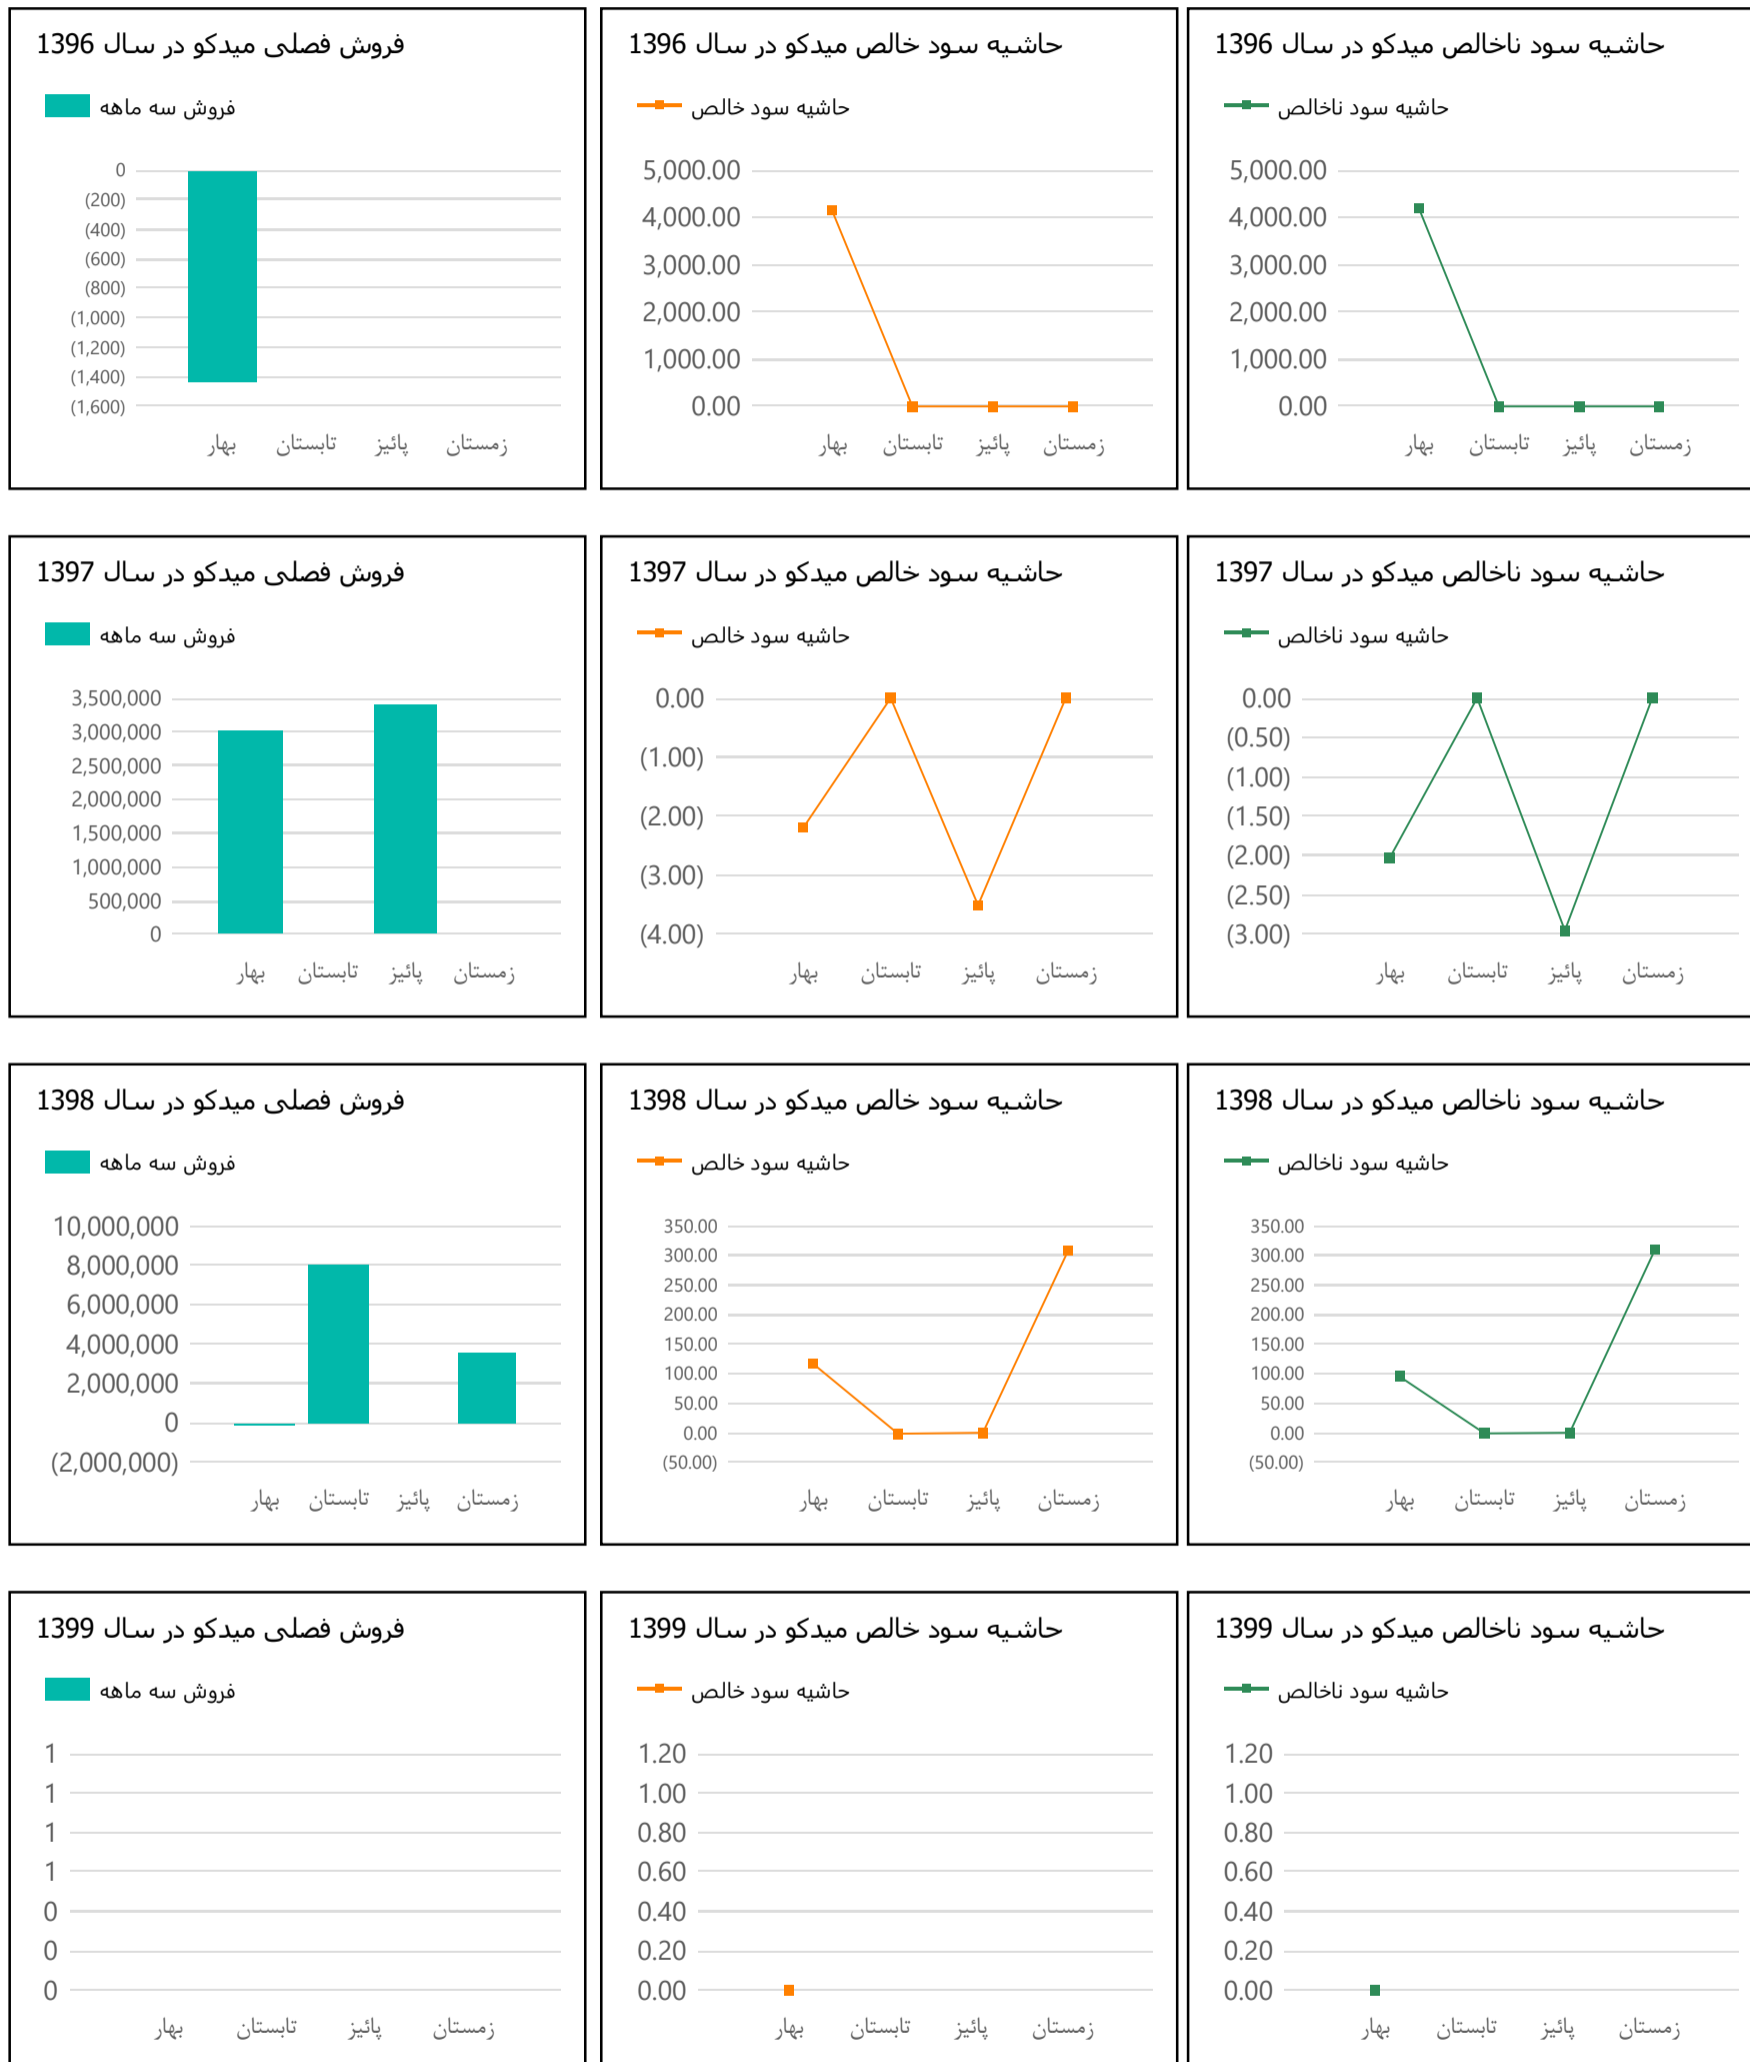 فروش فصلی میدکو در سال 1396
فروش سه ماهه
0
(200)
(400)
(600)
(800)
(1,000)
(1,200)
(1,400)
(1,600)
بهار تابستان پائیز زمستان
حاشیه سود خالص میدکو در سال 1396
حاشیه سود خالص
5,000.00
4,000.00
3,000.00
2,000.00
1,000.00
0.00
بهار تابستان پائیز زمستان
حاشیه سود ناخالص میدکو در سال 1396
حاشیه سود ناخالص
5,000.00
4,000.00
3,000.00
2,000.00
1,000.00
0.00
بهار تابستان پائیز زمستان
فروش فصلی میدکو در سال 1397
فروش سه ماهه
3,500,000
3,000,000
2,500,000
2,000,000
1,500,000
1,000,000
500,000
0
بهار تابستان پائیز زمستان
حاشیه سود خالص میدکو در سال 1397
حاشیه سود خالص
0.00
(1.00)
(2.00)
(3.00)
(4.00)
بهار تابستان پائیز زمستان
حاشیه سود ناخالص میدکو در سال 1397
حاشیه سود ناخالص
0.00
(0.50)
(1.00)
(1.50)
(2.00)
(2.50)
(3.00)
بهار تابستان پائیز زمستان
فروش فصلی میدکو در سال 1398
فروش سه ماهه
10,000,000
8,000,000
6,000,000
4,000,000
2,000,000
0
(2,000,000)
بهار تابستان پائیز زمستان
حاشیه سود خالص میدکو در سال 1398
حاشیه سود خالص
350.00
300.00
250.00
200.00
150.00
100.00
50.00
0.00
(50.00)
بهار تابستان پائیز زمستان
حاشیه سود ناخالص میدکو در سال 1398
حاشیه سود ناخالص
350.00
300.00
250.00
200.00
150.00
100.00
50.00
0.00
(50.00)
بهار تابستان پائیز زمستان
فروش فصلی میدکو در سال 1399
فروش سه ماهه
1
1
1
1
0
0
0
بهار تابستان پائیز زمستان
حاشیه سود خالص میدکو در سال 1399
حاشیه سود خالص
1.20
1.00
0.80
0.60
0.40
0.20
0.00
بهار تابستان پائیز زمستان
حاشیه سود ناخالص میدکو در سال 1399
حاشیه سود ناخالص
1.20
1.00
0.80
0.60
0.40
0.20
0.00
بهار تابستان پائیز زمستان